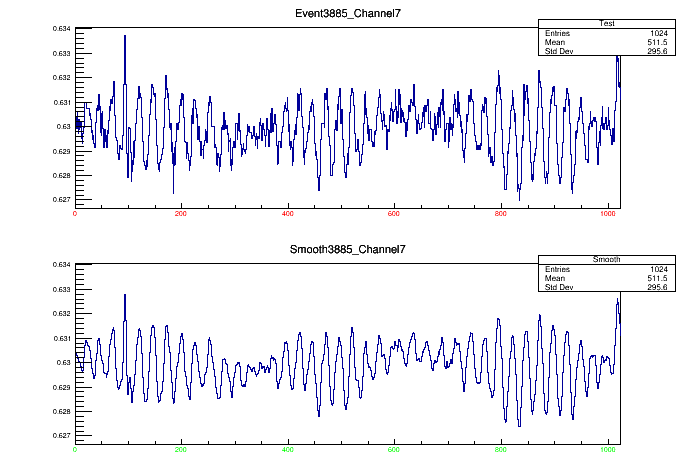 Event3885_Channel7
Test
Entries 1024
Mean 511.5
Std Dev 295.6
0.634
0.633
0.632
0.631
0.63
0.629
0.628
0.627
0 200 400 600 800 1000
Smooth3885_Channel7
Smooth
Entries 1024
Mean 511.5
Std Dev 295.6
0.634
0.633
0.632
0.631
0.63
0.629
0.628
0.627
0 200 400 600 800 1000